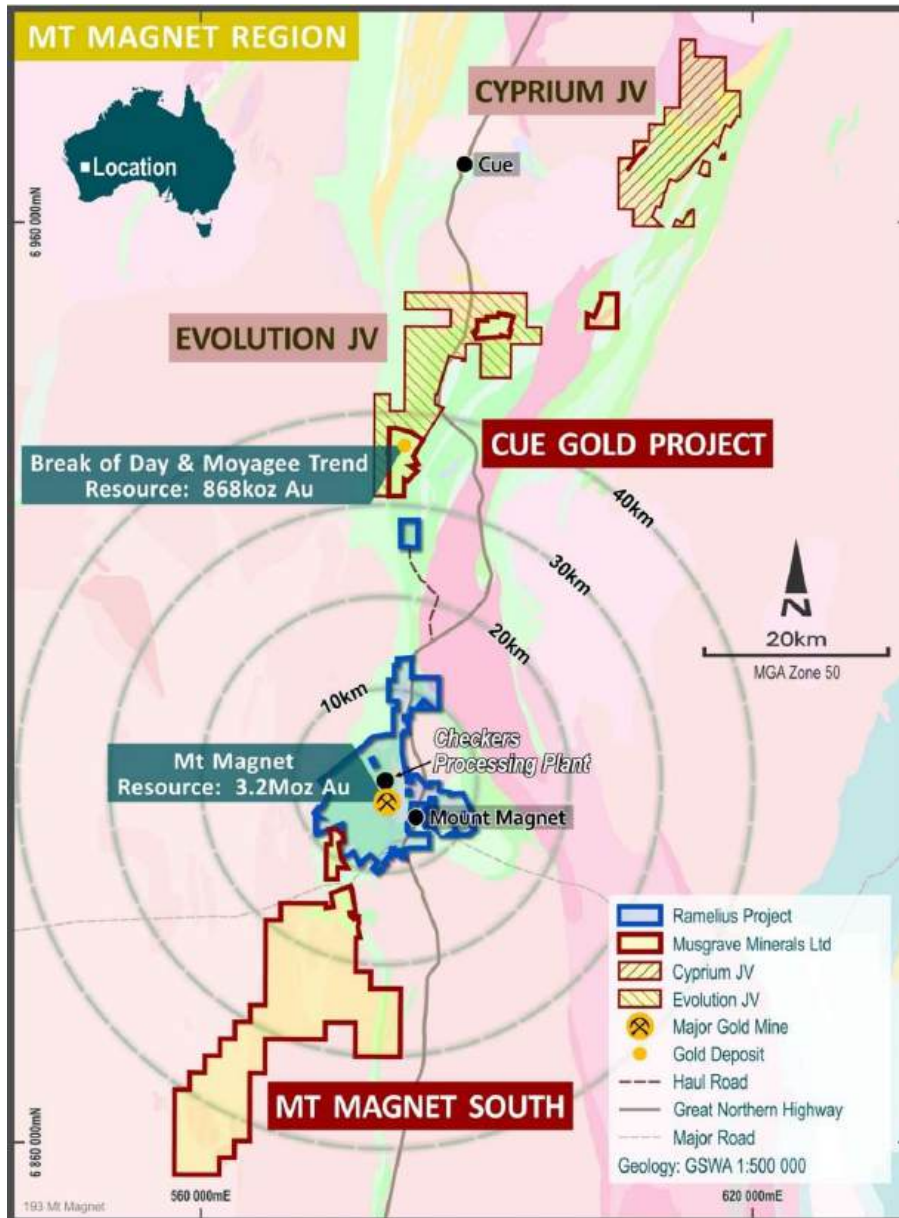 MT MAGNET REGION
Location
CYPRIUM JV
Cue
6 960 000mN
EVOLUTION JV
CUE GOLD PROJECT
Break of Day & Moyagee Trend
Resource: 868koz Au
40km
30km
20km
10km
N
20km
MGA Zone 50
Checkers
Processing Plant
Mt Magnet
Resource: 3.2Moz Au
Mount Magnet
Ramelius Project
Musgrave Minerals Ltd
Cyprium JV
Evolution JV
Major Gold Mine
Gold Deposit
Haul Road
Great Northern Highway
Major Road
Geology: GSWA 1:500 000
MT MAGNET SOUTH
6 860 000mN
193 Mt Magnet
560 000mE
620 000mE